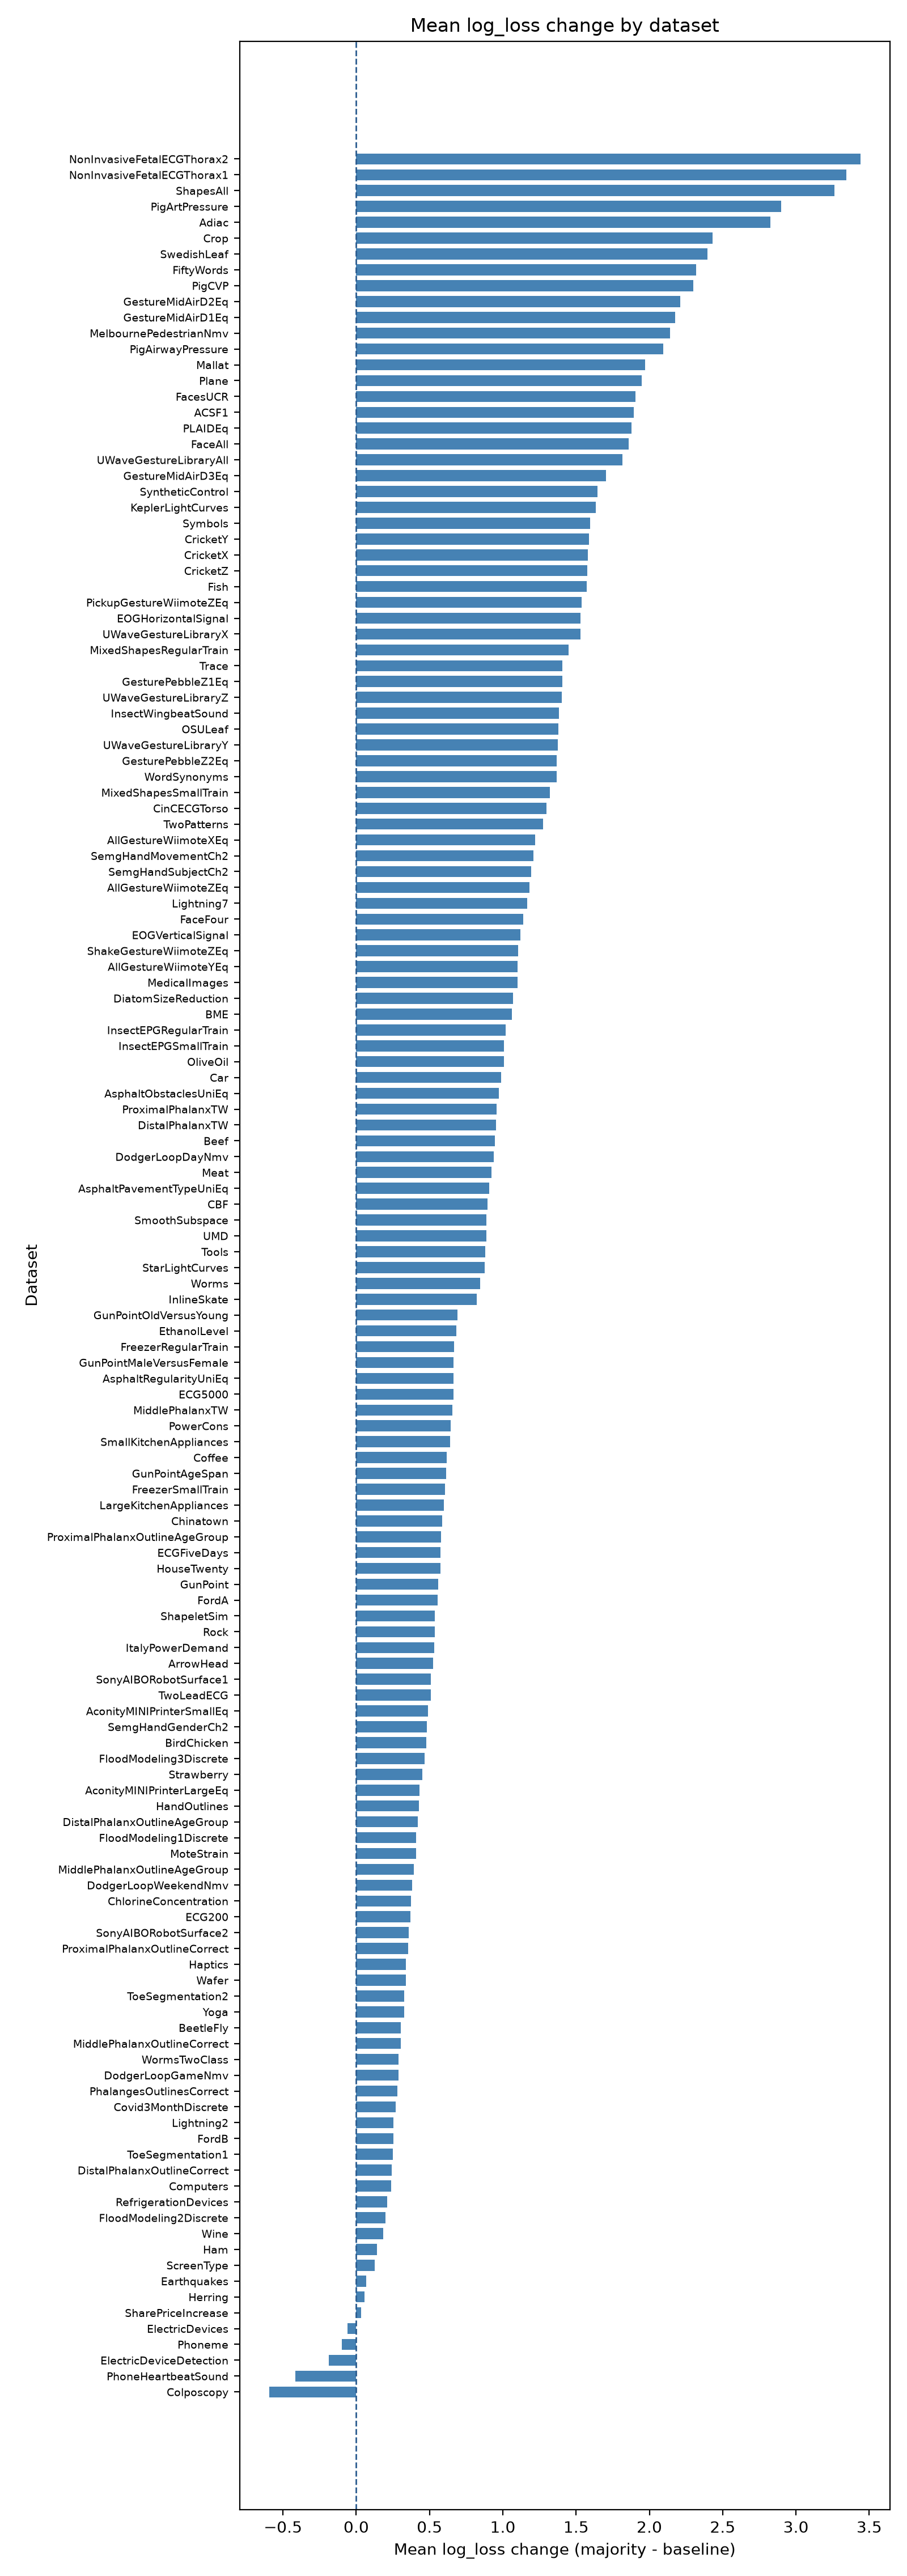 Mean log_loss change by dataset
NonInvasiveFetalECGThorax2
NonInvasiveFetalECGThorax1
ShapesAll
PigArtPressure
Adiac
Crop
SwedishLeaf
FiftyWords
PigCVP
GestureMidAirD2Eq
GestureMidAirD1Eq
MelbournePedestrianNmv
PigAirwayPressure
Mallat
Plane
FacesUCR
ACSF1
PLAIDEq
FaceAll
UWaveGestureLibraryAll
GestureMidAirD3Eq
SyntheticControl
KeplerLightCurves
Symbols
CricketY
CricketX
CricketZ
Fish
PickupGestureWiimoteZEq
EOGHorizontalSignal
UWaveGestureLibraryX
MixedShapesRegularTrain
Trace
GesturePebbleZ1Eq
UWaveGestureLibraryZ
InsectWingbeatSound
OSULeaf
UWaveGestureLibraryY
GesturePebbleZ2Eq
WordSynonyms
MixedShapesSmallTrain
CinCECGTorso
TwoPatterns
AllGestureWiimoteXEq
SemgHandMovementCh2
SemgHandSubjectCh2
AllGestureWiimoteZEq
Lightning7
FaceFour
EOGVerticalSignal
ShakeGestureWiimoteZEq
AllGestureWiimoteYEq
MedicalImages
DiatomSizeReduction
BME
InsectEPGRegularTrain
InsectEPGSmallTrain
OliveOil
Car
AsphaltObstaclesUniEq
ProximalPhalanxTW
DistalPhalanxTW
Beef
DodgerLoopDayNmv
Meat
AsphaltPavementTypeUniEq
CBF
SmoothSubspace
UMD
Tools
StarLightCurves
Worms
InlineSkate
GunPointOldVersusYoung
EthanolLevel
FreezerRegularTrain
GunPointMaleVersusFemale
AsphaltRegularityUniEq
ECG5000
MiddlePhalanxTW
PowerCons
SmallKitchenAppliances
Coffee
GunPointAgeSpan
FreezerSmallTrain
LargeKitchenAppliances
Chinatown
ProximalPhalanxOutlineAgeGroup
ECGFiveDays
HouseTwenty
GunPoint
FordA
ShapeletSim
Rock
ItalyPowerDemand
ArrowHead
SonyAIBORobotSurface1
TwoLeadECG
AconityMINIPrinterSmallEq
SemgHandGenderCh2
BirdChicken
FloodModeling3Discrete
Strawberry
AconityMINIPrinterLargeEq
HandOutlines
DistalPhalanxOutlineAgeGroup
FloodModeling1Discrete
MoteStrain
MiddlePhalanxOutlineAgeGroup
DodgerLoopWeekendNmv
ChlorineConcentration
ECG200
SonyAIBORobotSurface2
ProximalPhalanxOutlineCorrect
Haptics
Wafer
ToeSegmentation2
Yoga
BeetleFly
MiddlePhalanxOutlineCorrect
WormsTwoClass
DodgerLoopGameNmv
PhalangesOutlinesCorrect
Covid3MonthDiscrete
Lightning2
FordB
ToeSegmentation1
DistalPhalanxOutlineCorrect
Computers
RefrigerationDevices
FloodModeling2Discrete
Wine
Ham
ScreenType
Earthquakes
Herring
SharePriceIncrease
ElectricDevices
Phoneme
ElectricDeviceDetection
PhoneHeartbeatSound
Colposcopy
Dataset
−0.5 0.0 0.5 1.0 1.5 2.0 2.5 3.0 3.5
Mean log_loss change (majority - baseline)